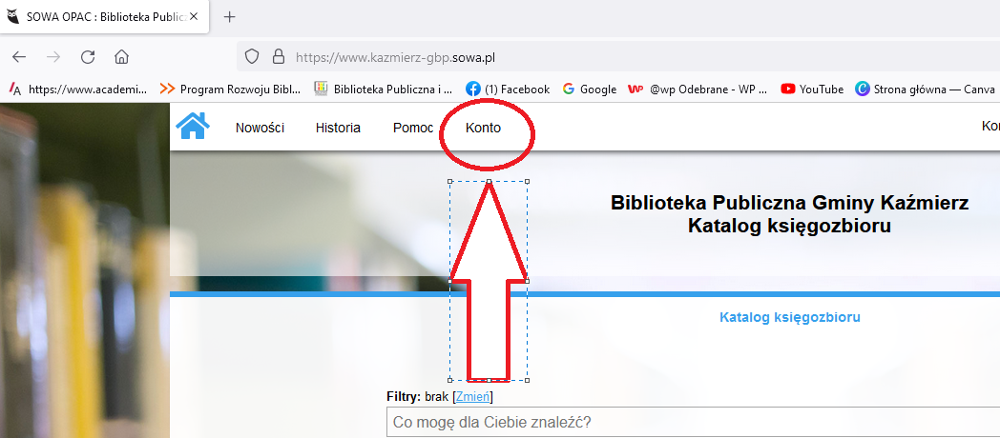 SOWA OPAC : Biblioteka Public
https://www.kazmierz-gbp.sowa.pl
https://www.academi... Program Rozwoju Bibl... Biblioteka Publiczna i ... (1) Facebook Google @wp Odebrane - WP ... YouTube Strona główna — Canva
Nowości Historia Pomoc Konto
Biblioteka Publiczna Gminy Kaźmierz
Katalog księgozbioru
Katalog księgozbioru
Filtry: brak [Zmień]
Co mogę dla Ciebie znaleźć?